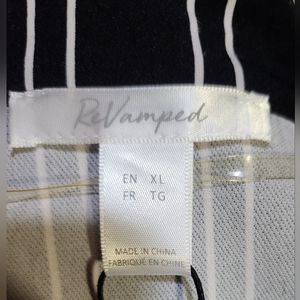 ReVamped
EN XL
FR TG
MADE IN CHINA
FABRIQUÉ EN CHINE